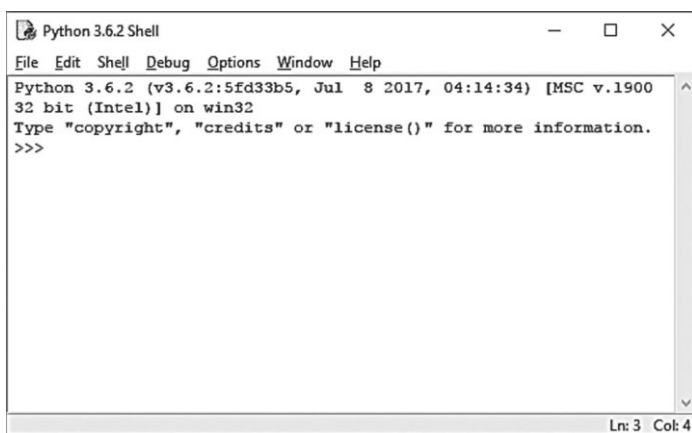 Python 3.6.2 Shell
File Edit Shell Debug Options Window Help
Python 3.6.2 (v3.6.2:5fd33b5, Jul  8 2017, 04:14:34) [MSC v.1900
32 bit (Intel)] on win32
Type "copyright", "credits" or "license()" for more information.
>>>
Ln: 3 Col: 4